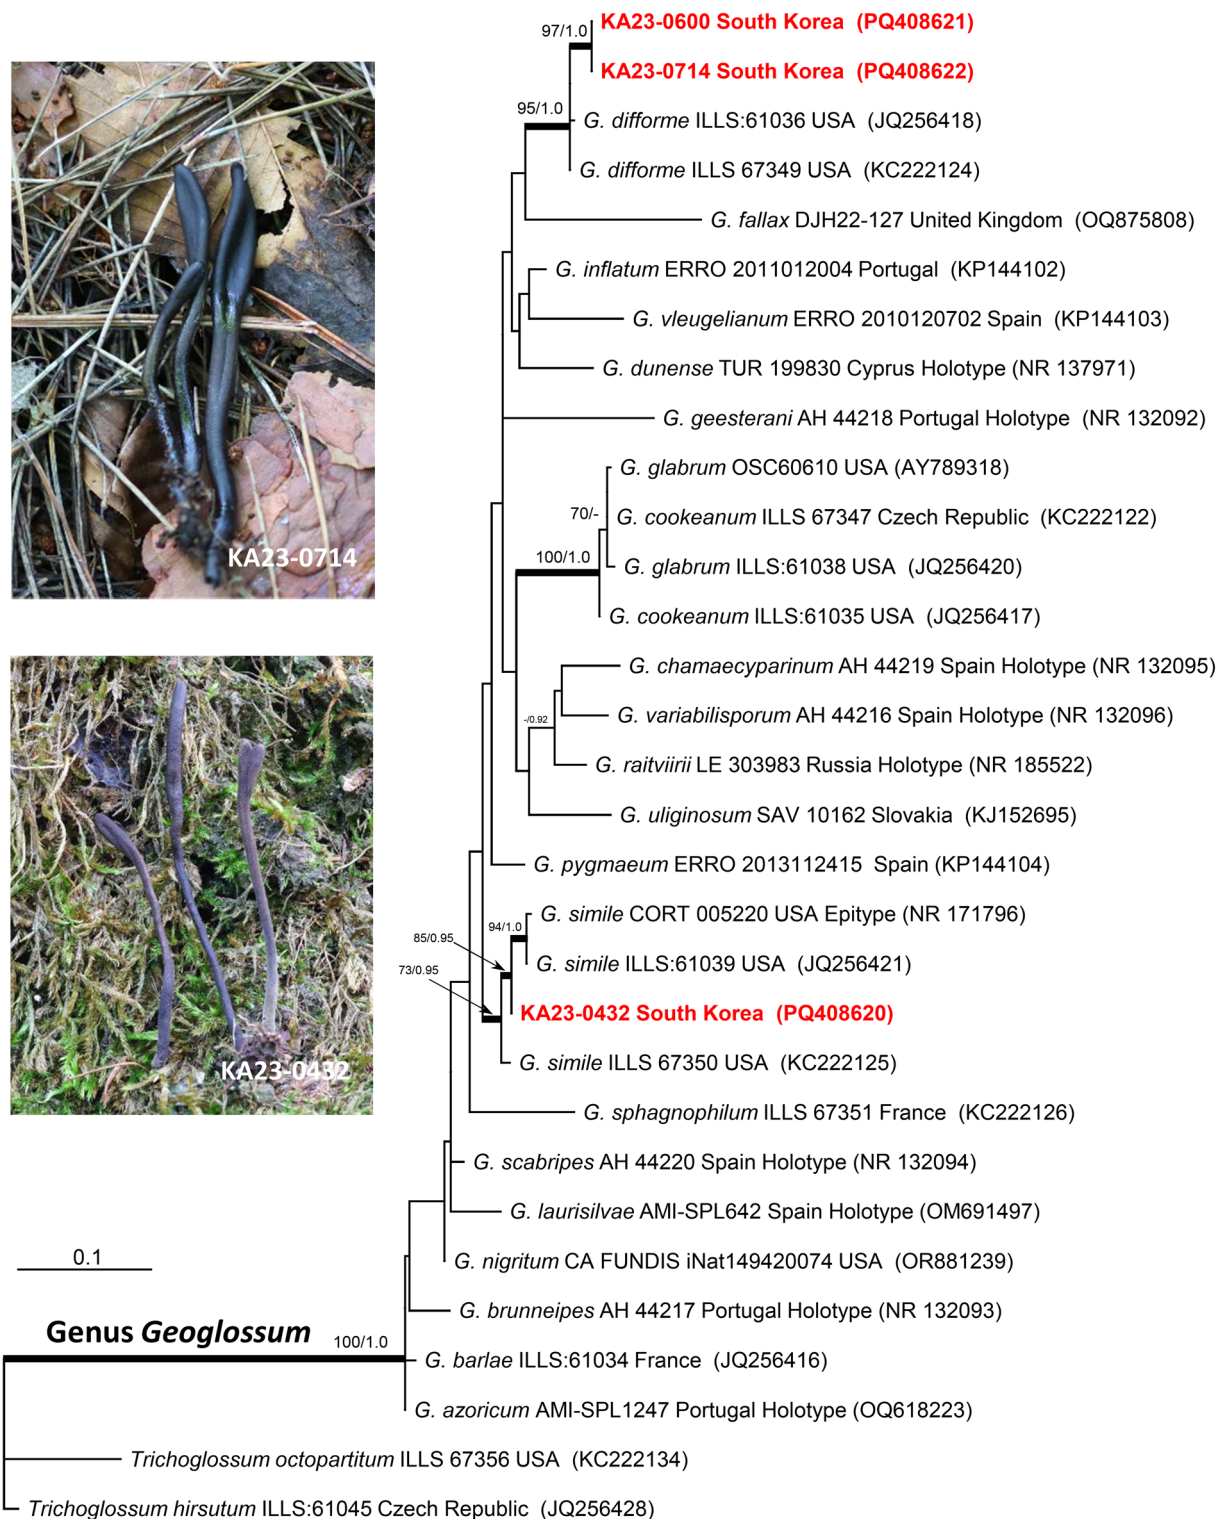 97/1.0
KA23-0600 South Korea (PQ408621)
KA23-0714 South Korea (PQ408622)
95/1.0
G. difforme ILLS:61036 USA (JQ256418)
G. difforme ILLS 67349 USA (KC222124)
G. fallax DJH22-127 United Kingdom (OQ875808)
G. inflatum ERRO 2011012004 Portugal (KP144102)
G. vleugelianum ERRO 2010120702 Spain (KP144103)
G. dunense TUR 199830 Cyprus Holotype (NR 137971)
G. geesterani AH 44218 Portugal Holotype (NR 132092)
G. glabrum OSC60610 USA (AY789318)
70/-
G. cookeanum ILLS 67347 Czech Republic (KC222122)
100/1.0
G. glabrum ILLS:61038 USA (JQ256420)
G. cookeanum ILLS:61035 USA (JQ256417)
G. chamaecyparinum AH 44219 Spain Holotype (NR 132095)
-/0.92
G. variabilisporum AH 44216 Spain Holotype (NR 132096)
G. raitviirii LE 303983 Russia Holotype (NR 185522)
G. uliginosum SAV 10162 Slovakia (KJ152695)
G. pygmaeum ERRO 2013112415 Spain (KP144104)
94/1.0
G. simile CORT 005220 USA Epitype (NR 171796)
85/0.95
G. simile ILLS:61039 USA (JQ256421)
73/0.95
KA23-0432 South Korea (PQ408620)
G. simile ILLS 67350 USA (KC222125)
G. sphagnophilum ILLS 67351 France (KC222126)
G. scabripes AH 44220 Spain Holotype (NR 132094)
G. laurisilvae AMI-SPL642 Spain Holotype (OM691497)
G. nigritum CA FUNDIS iNat149420074 USA (OR881239)
G. brunneipes AH 44217 Portugal Holotype (NR 132093)
100/1.0
G. barlae ILLS:61034 France (JQ256416)
G. azoricum AMI-SPL1247 Portugal Holotype (OQ618223)
Trichoglossum octopartitum ILLS 67356 USA (KC222134)
Trichoglossum hirsutum ILLS:61045 Czech Republic (JQ256428)
KA23-0714
KA23-0432
0.1
Genus Geoglossum